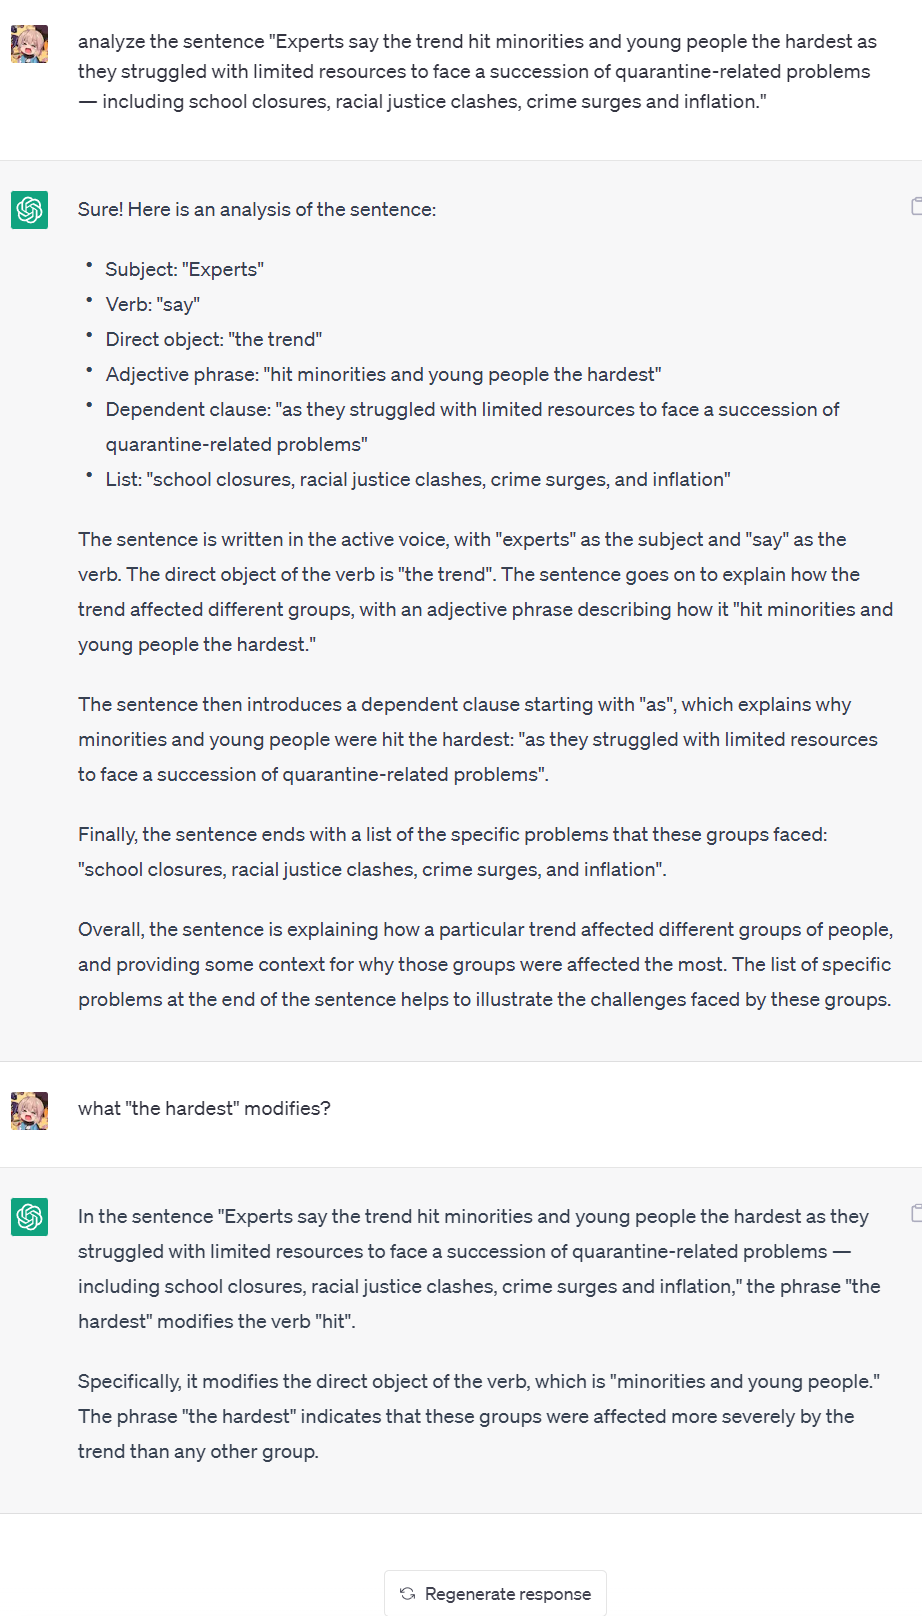 analyze the sentence "Experts say the trend hit minorities and young people the hardest as
they struggled with limited resources to face a succession of quarantine-related problems
— including school closures, racial justice clashes, crime surges and inflation."
Sure! Here is an analysis of the sentence:
• Subject: "Experts"
• Verb: "say"
• Direct object: "the trend"
• Adjective phrase: "hit minorities and young people the hardest"
• Dependent clause: "as they struggled with limited resources to face a succession of
quarantine-related problems"
• List: "school closures, racial justice clashes, crime surges, and inflation"
The sentence is written in the active voice, with "experts" as the subject and "say" as the
verb. The direct object of the verb is "the trend". The sentence goes on to explain how the
trend affected different groups, with an adjective phrase describing how it "hit minorities and
young people the hardest."
The sentence then introduces a dependent clause starting with "as", which explains why
minorities and young people were hit the hardest: "as they struggled with limited resources
to face a succession of quarantine-related problems".
Finally, the sentence ends with a list of the specific problems that these groups faced:
"school closures, racial justice clashes, crime surges, and inflation".
Overall, the sentence is explaining how a particular trend affected different groups of people,
and providing some context for why those groups were affected the most. The list of specific
problems at the end of the sentence helps to illustrate the challenges faced by these groups.
what "the hardest" modifies?
In the sentence "Experts say the trend hit minorities and young people the hardest as they
struggled with limited resources to face a succession of quarantine-related problems —
including school closures, racial justice clashes, crime surges and inflation," the phrase "the
hardest" modifies the verb "hit".
Specifically, it modifies the direct object of the verb, which is "minorities and young people."
The phrase "the hardest" indicates that these groups were affected more severely by the
trend than any other group.
Regenerate response